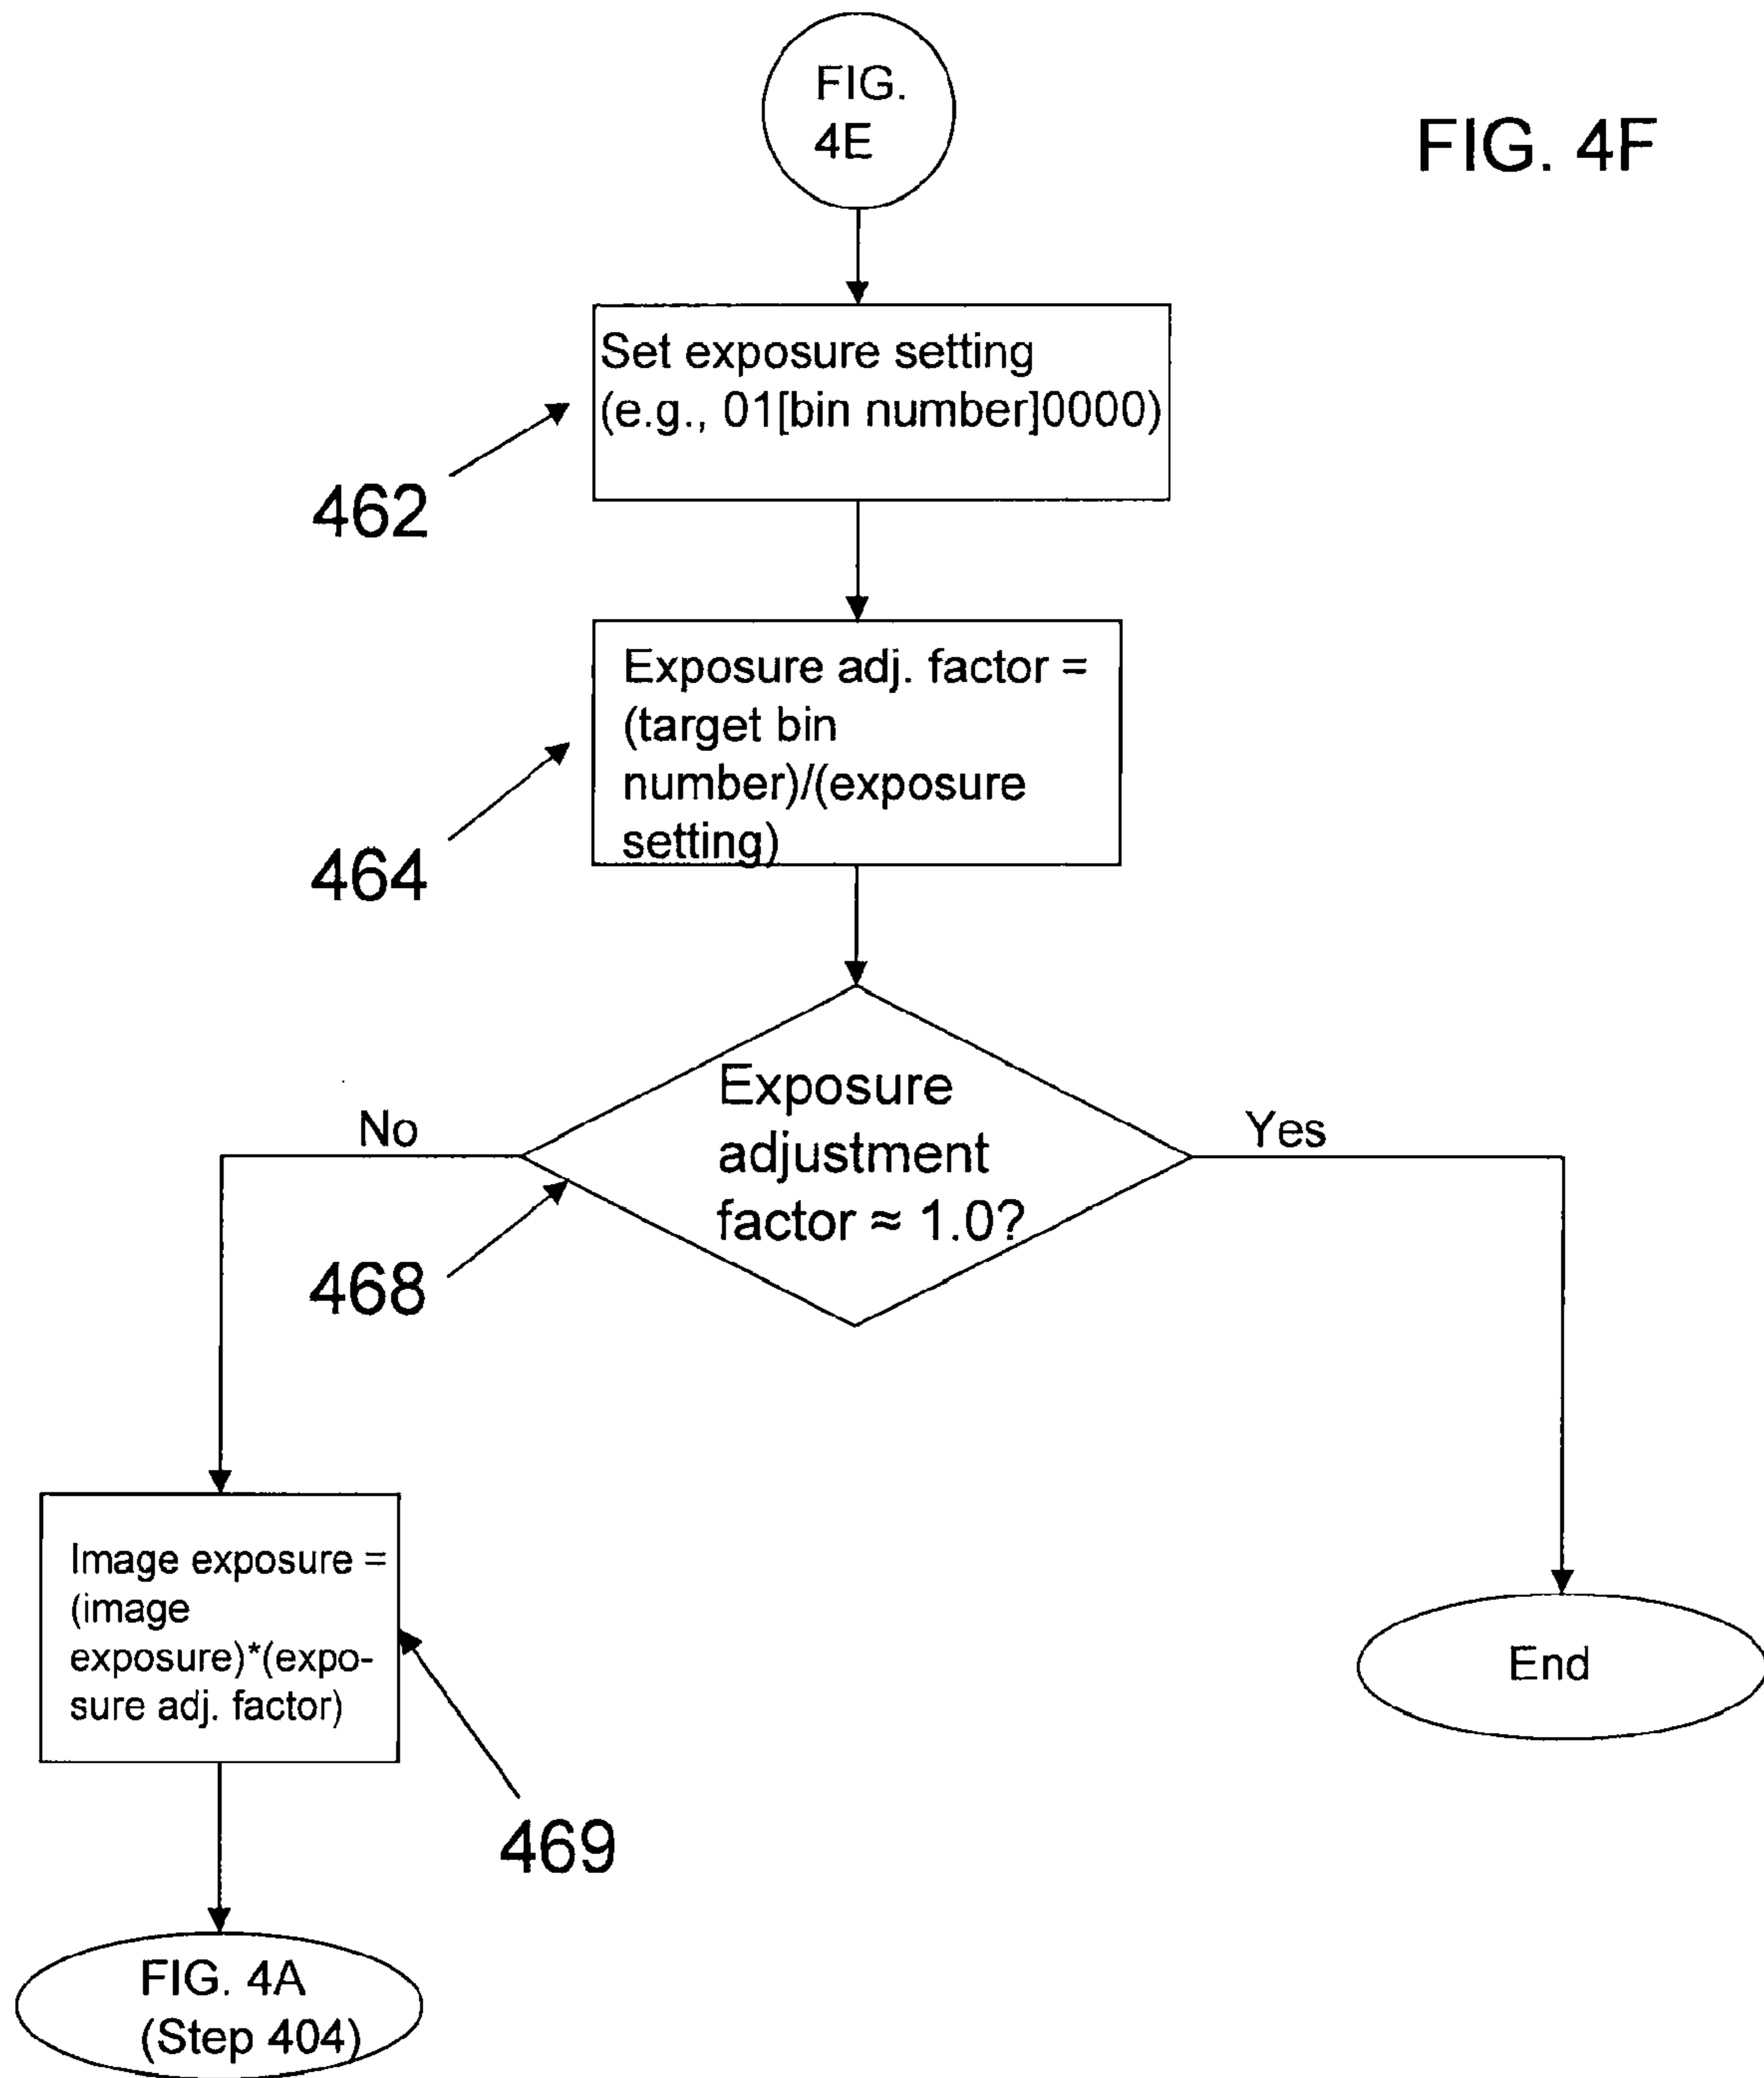 FIG.
4E
FIG. 4F
Set exposure setting
(e.g., 01[bin number]0000)
462
Exposure adj. factor =
(target bin
number)/(exposure
setting)
464
Exposure
adjustment
factor ≈ 1.0?
No
Yes
468
Image exposure =
(image
exposure)*(expo-
sure adj. factor)
End
469
FIG. 4A
(Step 404)